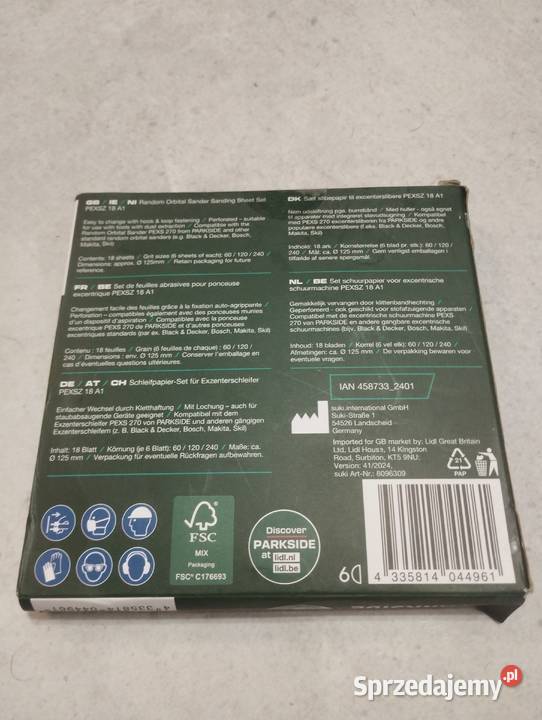 GB / IE / NI Random Orbital Sander Sanding Sheet Set
PEXSZ 18 A1
Easy to change with hook & loop fastening / Perforated – suitable
for use with tools with dust extraction / Compatible with the
Random Orbital Sander PEXS 270 from PARKSIDE and other
standard random orbital sanders (e.g. Black & Decker, Bosch,
Makita, Skil)
Contents: 18 sheets / Grit sizes (6 sheets of each): 60 / 120 / 240 /
Dimensions: approx. Ø 125mm / Retain packaging for future
reference.
FR / BE Set de feuilles abrasives pour ponceuse
excentrique PEXSZ 18 A1
Changement facile des feuilles grâce à la fixation auto-agrippante /
Perforations – compatibles également avec des ponceuses munies
d'un dispositif d'aspiration / Compatibles avec la ponceuse
excentrique PEXS 270 de PARKSIDE et d'autres ponceuses
excentriques standards (par ex. Black & Decker, Bosch, Makita, Skil)
Contenu : 18 feuilles / Grain (6 feuilles de chaque) : 60 / 120 /
240 / Dimensions : env. Ø 125 mm / Conserver l'emballage en
cas d'éventuelles questions ultérieures.
DE / AT / CH Schleifpapier-Set für Exzenterschleifer
PEXSZ 18 A1
Einfacher Wechsel durch Kletthaftung / Mit Lochung – auch für
staubabsaugende Geräte geeignet / Kompatibel mit dem
Exzenterschleifer PEXS 270 von PARKSIDE und anderen gängigen
Exzenterschleifern (z. B. Black & Decker, Bosch, Makita, Skil)
Inhalt: 18 Blatt / Körnung (je 6 Blatt): 60 / 120 / 240 / Maße: ca.
Ø 125 mm / Verpackung für eventuelle Rückfragen aufbewahren.
DK Sæt slibepapir til excenterslibere PEXSZ 18 A1
Nem udskiftning pga. burrebånd / Med huller – også egnet
til apparater med integreret støvudsugning / Kompatibel
med PEXS 270 excentersliberen fra PARKSIDE og andre
populære excenterslibere (f.eks. Black & Decker, Bosch,
Makita, Skil)
Indhold: 18 ark / Kornstørrelse (6 blad pr. stk.): 60 / 120 /
240 / Mål: ca. Ø 125 mm / Gem venligst emballagen i
tilfælde af senere spørgsmål.
NL / BE Set schuurpapier voor excentrische
schuurmachine PEXSZ 18 A1
Gemakkelijk vervangen door klittenbandhechting /
Geperforeerd - ook geschikt voor stofafzuigende apparaten /
Compatibel met de excentrische schuurmachine PEXS
270 von PARKSIDE en andere gangbare excentrische
schuurmachines (bijv. Black & Decker, Bosch, Makita, Skil)
Inhoud: 18 bladen / Korrel (6 vel elk): 60 / 120 / 240 /
Afmetingen: ca. Ø 125 mm / De verpakking bewaren voor
eventuele vragen.
IAN 458733_2401
suki.international GmbH
Suki-Straße 1
54526 Landscheid
Germany
Imported for GB market by: Lidl Great Britain
Ltd, Lidl House, 14 Kingston
Road, Surbiton, KT5 9NU
Version: 41/2024,
suki Art-Nr: 8096309
21
PAP
FSC
MIX
Packaging
FSC® C176693
Discover
PARKSIDE
at lidl.nl
lidl.be
4 335814 044961
4 335814 044961
Sprzedajemy.pl